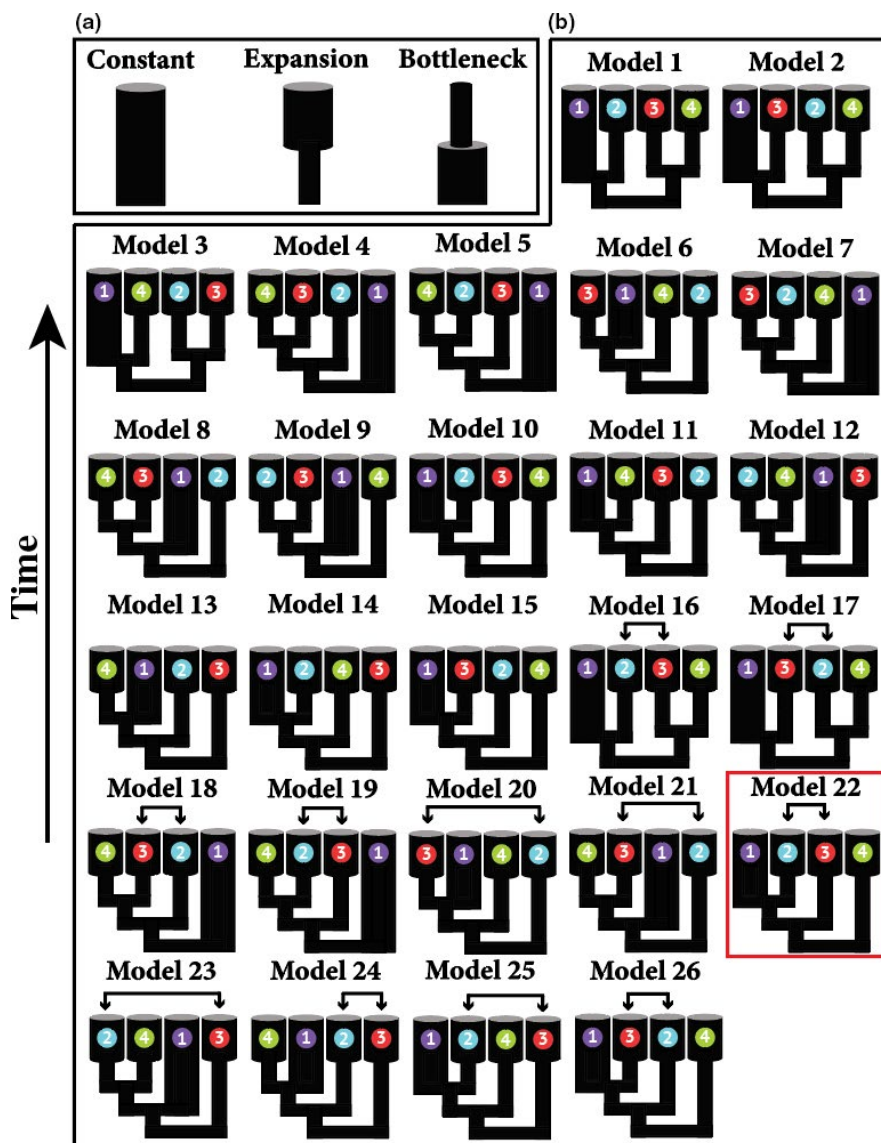 (a)
(b)
Constant Expansion Bottleneck
Model 1 Model 2
1 2 3 4 1 3 2 4
Model 3 Model 4 Model 5 Model 6 Model 7
1 4 2 3 4 3 2 1 4 2 3 1 3 1 4 2 3 2 4 1
Model 8 Model 9 Model 10 Model 11 Model 12
4 3 1 2 2 3 1 4 1 2 3 4 1 4 3 2 2 4 1 3
Model 13 Model 14 Model 15 Model 16 Model 17
4 1 2 3 1 2 4 3 1 3 2 4 1 2 3 4 1 3 2 4
Model 18 Model 19 Model 20 Model 21 Model 22
4 3 2 1 4 2 3 1 3 1 4 2 4 3 1 2 1 2 3 4
Model 23 Model 24 Model 25 Model 26
2 4 1 3 4 1 2 3 1 2 4 3 1 3 2 4
Time